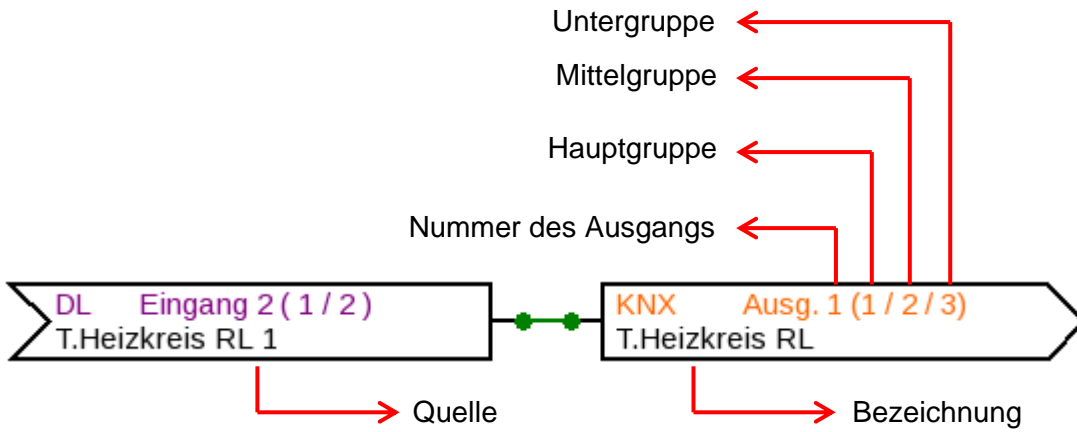 Untergruppe
Mittelgruppe
Hauptgruppe
Nummer des Ausgangs
DL Eingang 2 ( 1 / 2 )
T.Heizkreis RL 1
KNX Ausg. 1 (1 / 2 / 3)
T.Heizkreis RL
Quelle
Bezeichnung